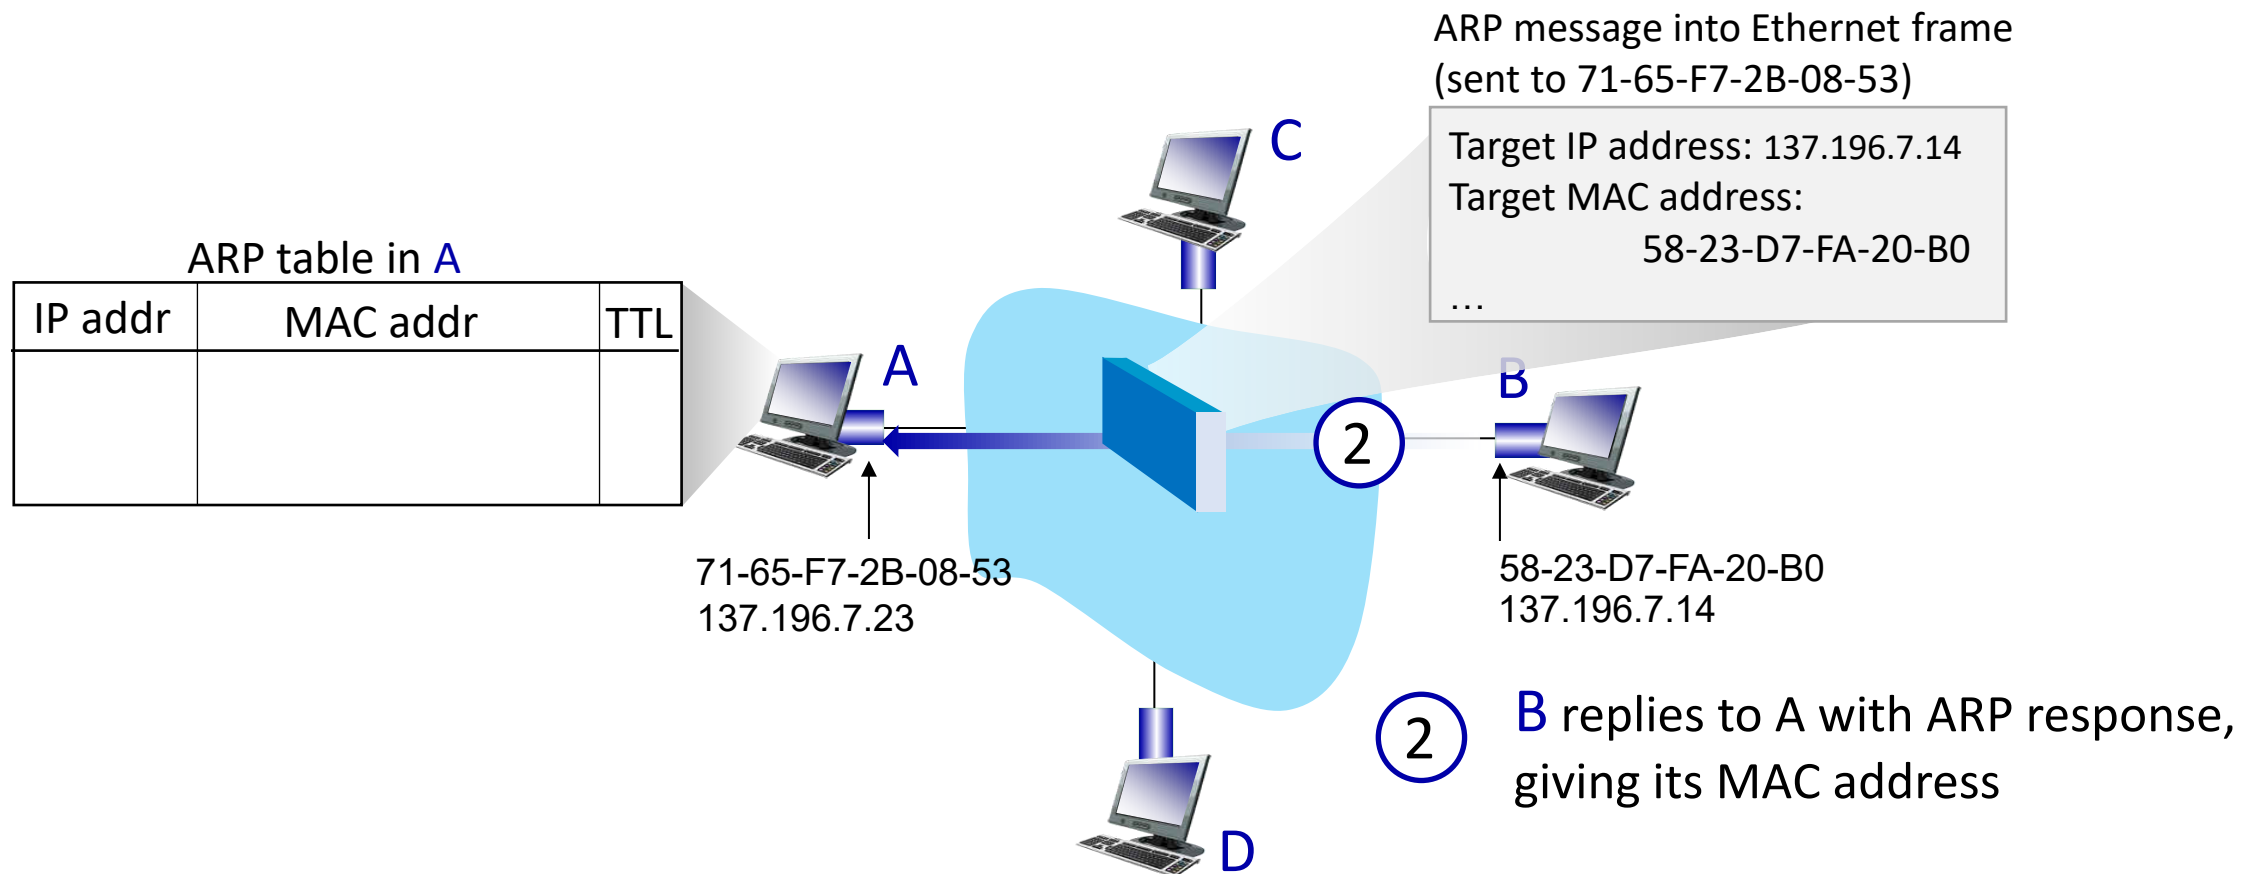 ARP message into Ethernet frame
(sent to 71-65-F7-2B-08-53)
Target IP address: 137.196.7.14
Target MAC address:
58-23-D7-FA-20-B0
...
C
ARP table in A
IP addr MAC addr TTL
A
B
2
71-65-F7-2B-08-53
137.196.7.23
58-23-D7-FA-20-B0
137.196.7.14
2 B replies to A with ARP response,
giving its MAC address
D